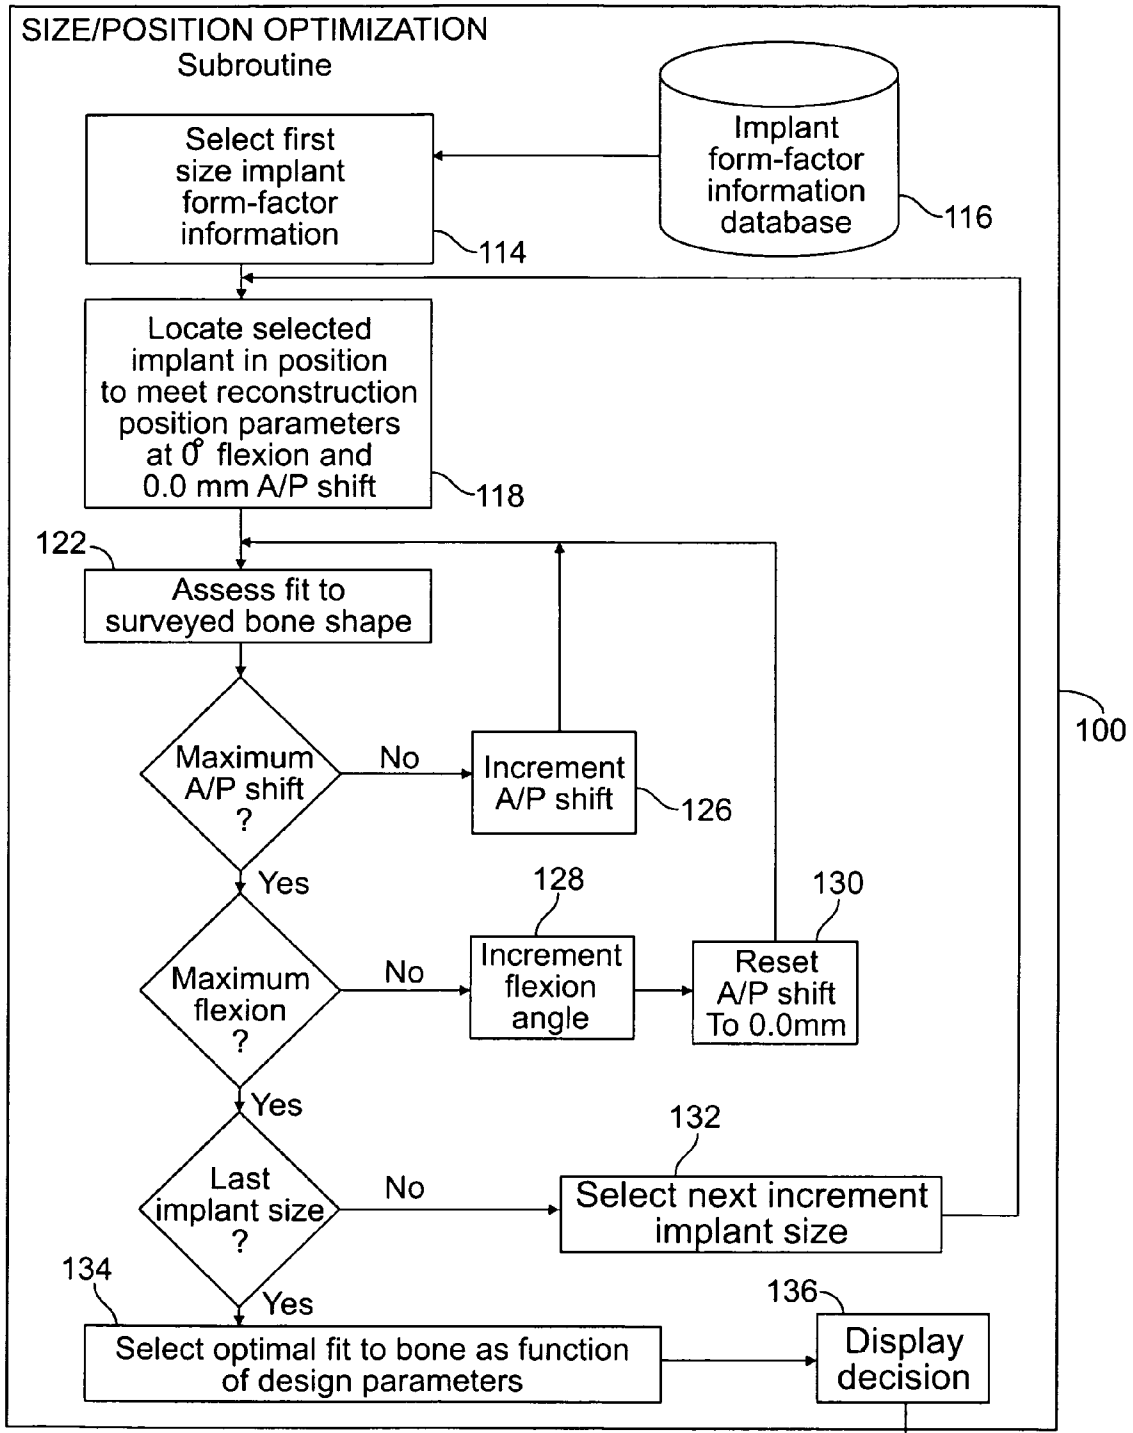 SIZE/POSITION OPTIMIZATION
Subroutine
Select first
size implant
form-factor
information
114
Implant
form-factor
information
database
116
Locate selected
implant in position
to meet reconstruction
position parameters
at 0° flexion and
0.0 mm A/P shift
118
122
Assess fit to
surveyed bone shape
100
Maximum
A/P shift
?
No
Increment
A/P shift
126
Yes
128
130
Maximum
flexion
?
No
Increment
flexion
angle
Reset
A/P shift
To 0.0mm
Yes
132
Last
implant size
?
No
Select next increment
implant size
134
Yes
136
Select optimal fit to bone as function
of design parameters
Display
decision